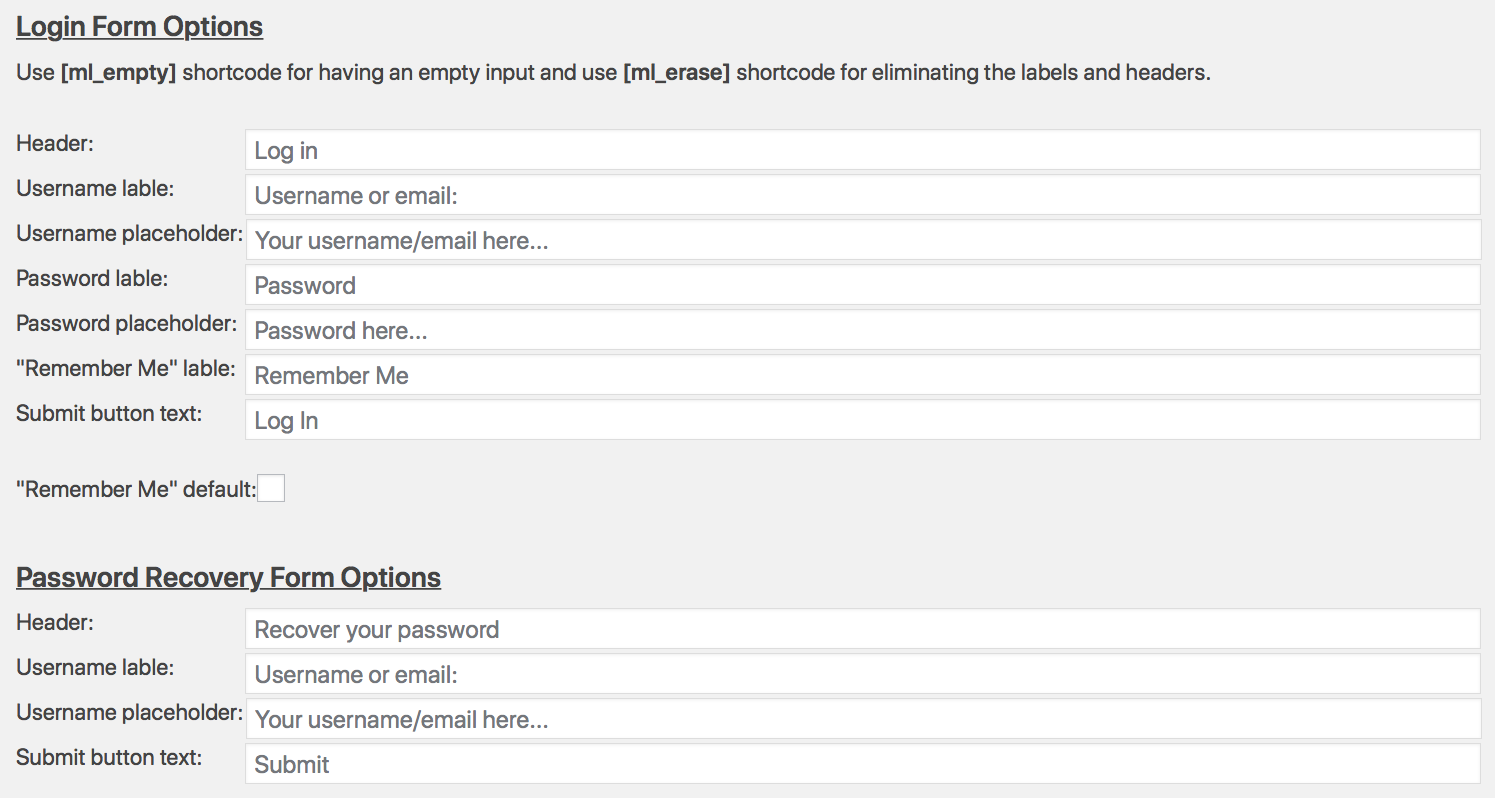 Login Form Options
Use [ml_empty] shortcode for having an empty input and use [ml_erase] shortcode for eliminating the labels and headers.
Header: Log in
Username lable: Username or email:
Username placeholder: Your username/email here...
Password lable: Password
Password placeholder: Password here...
"Remember Me" lable: Remember Me
Submit button text: Log In
"Remember Me" default:
Password Recovery Form Options
Header: Recover your password
Username lable: Username or email:
Username placeholder: Your username/email here...
Submit button text: Submit